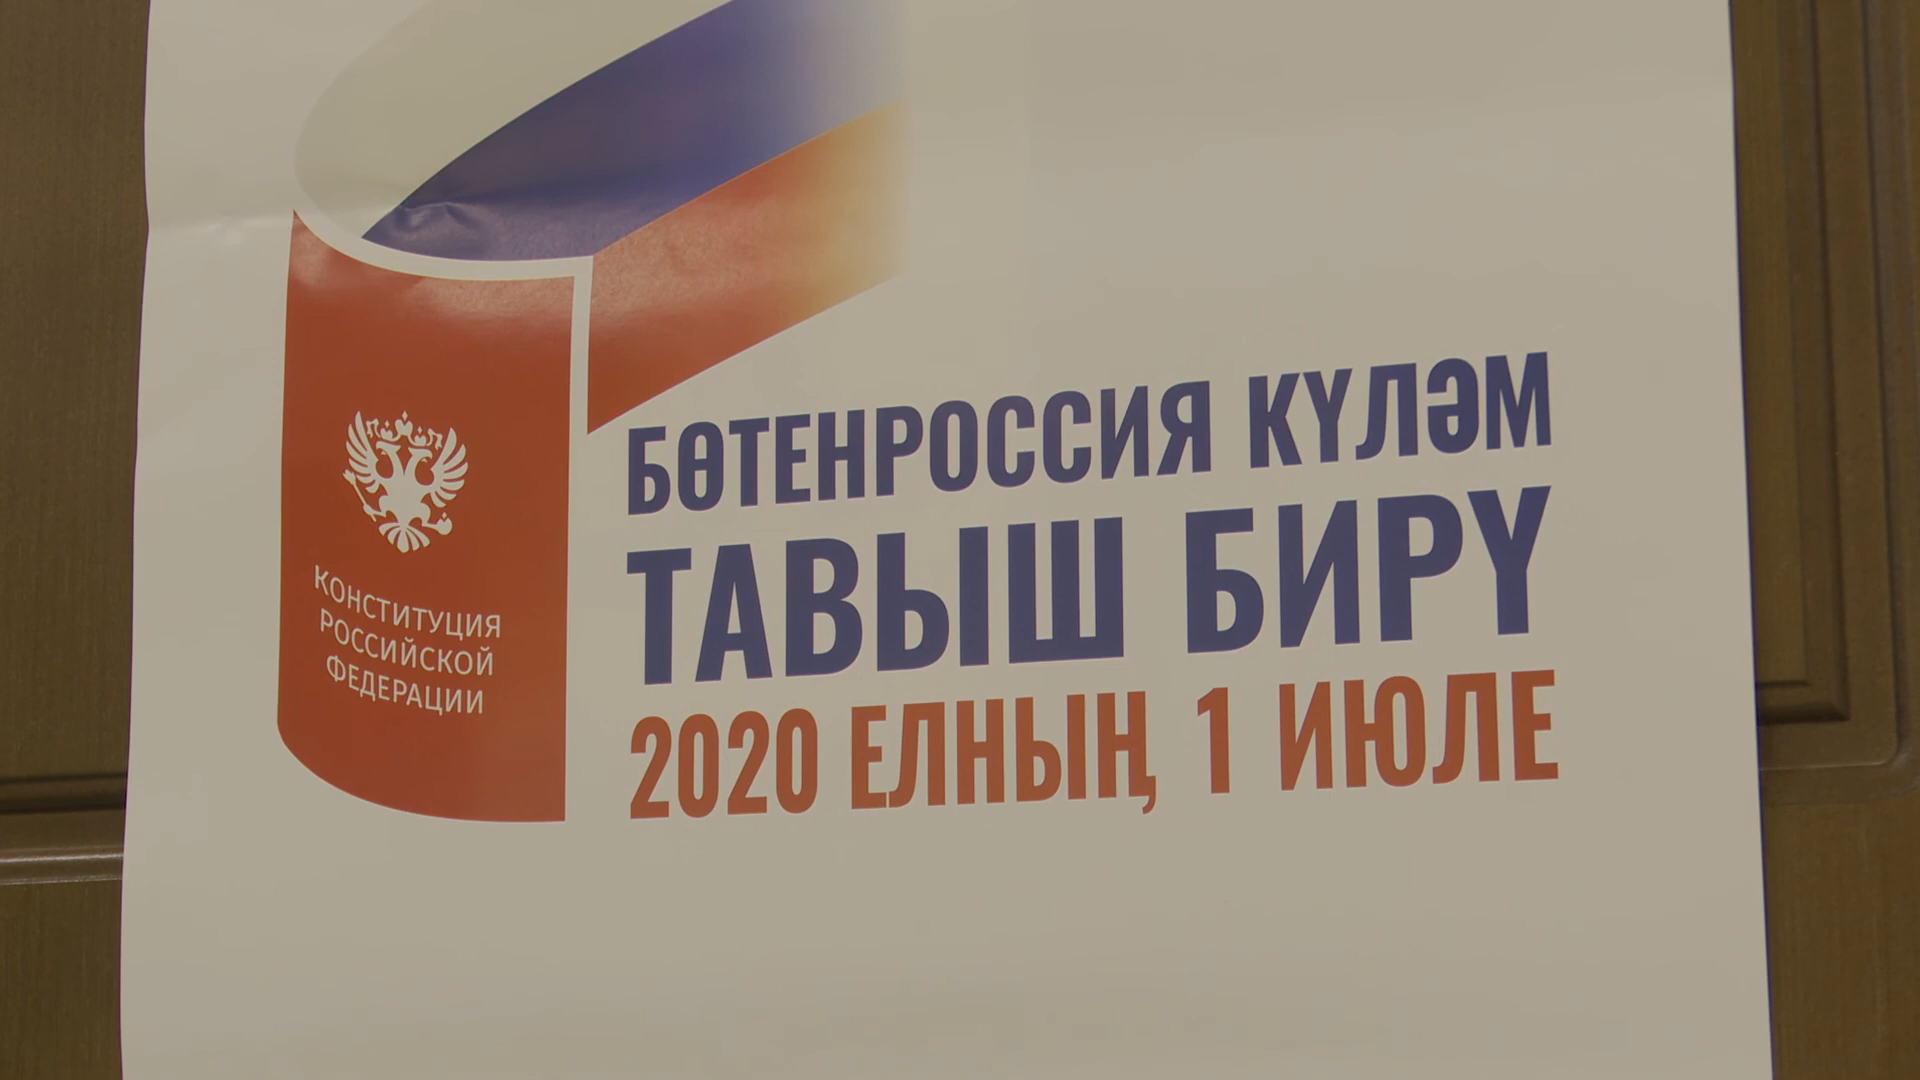 КОНСТИТУЦИЯ
РОССИЙСКОЙ
ФЕДЕРАЦИИ
БӨТЕНРОССИЯ КҮЛӘМ
ТАВЫШ БИРҮ
2020 ЕЛНЫҢ 1 ИЮЛЕ